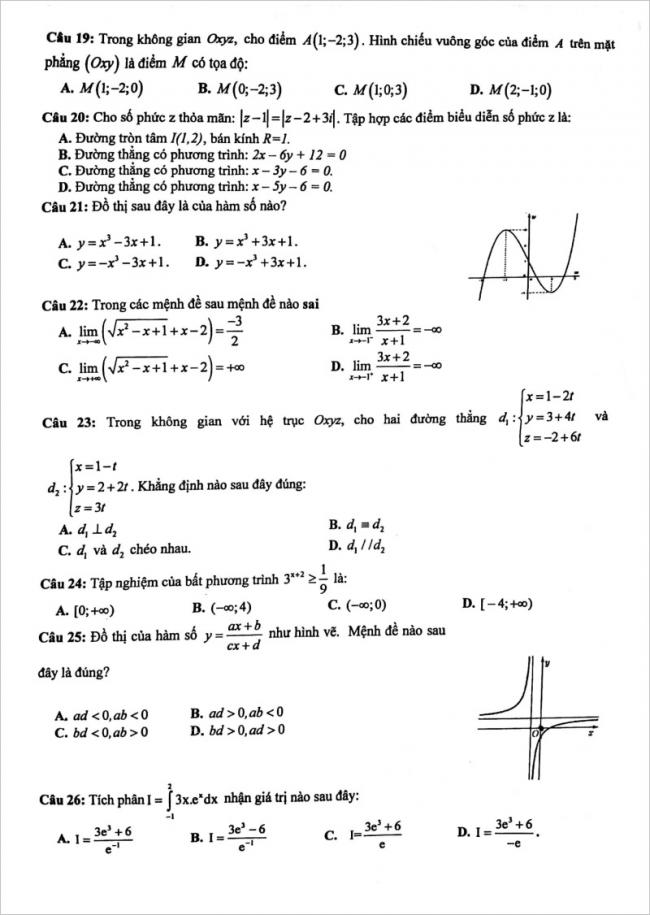 Câu 19: Trong không gian Oxyz, cho điểm A(1;−2;3). Hình chiếu vuông góc của điểm A trên mặt
phẳng (Oxy) là điểm M có tọa độ:
A. M(1;−2;0) B. M(0;−2;3) C. M(1;0;3) D. M(2;−1;0)
Câu 20: Cho số phức z thỏa mãn: |z−1|=|z−2+3i|. Tập hợp các điểm biểu diễn số phức z là:
A. Đường tròn tâm I(1,2), bán kính R=1.
B. Đường thẳng có phương trình: 2x − 6y + 12 = 0
C. Đường thẳng có phương trình: x − 3y − 6 = 0.
D. Đường thẳng có phương trình: x − 5y − 6 = 0.
Câu 21: Đồ thị sau đây là của hàm số nào?
A. y = x³ − 3x + 1. B. y = x³ + 3x + 1.
C. y = −x³ − 3x + 1. D. y = −x³ + 3x + 1.
Câu 22: Trong các mệnh đề sau mệnh đề nào sai
A. lim x→−∞ (√(x² − x + 1) + x − 2) = −3/2 B. lim x→−1⁻ (3x+2)/(x+1) = −∞
C. lim x→+∞ (√(x² − x + 1) + x − 2) = +∞ D. lim x→−1⁺ (3x+2)/(x+1) = −∞
Câu 23: Trong không gian với hệ trục Oxyz, cho hai đường thẳng d₁: {x = 1 − 2t; y = 3 + 4t; z = −2 + 6t và
d₂: {x = 1 − t; y = 2 + 2t; z = 3t. Khẳng định nào sau đây đúng:
A. d₁ ⊥ d₂ B. d₁ ≡ d₂
C. d₁ và d₂ chéo nhau. D. d₁ // d₂
Câu 24: Tập nghiệm của bất phương trình 3ˣ⁺² ≥ 1/9 là:
A. [0;+∞) B. (−∞;4) C. (−∞;0) D. [−4;+∞)
Câu 25: Đồ thị của hàm số y = (ax + b)/(cx + d) như hình vẽ. Mệnh đề nào sau
đây là đúng?
y
O
x
A. ad < 0, ab < 0 B. ad > 0, ab < 0
C. bd < 0, ab > 0 D. bd > 0, ad > 0
Câu 26: Tích phân I = ∫₋₁² 3x.eˣdx nhận giá trị nào sau đây:
A. I = (3e³ + 6)/e⁻¹ B. I = (3e³ − 6)/e⁻¹ C. I= (3e³ + 6)/e D. I = (3e³ + 6)/−e.